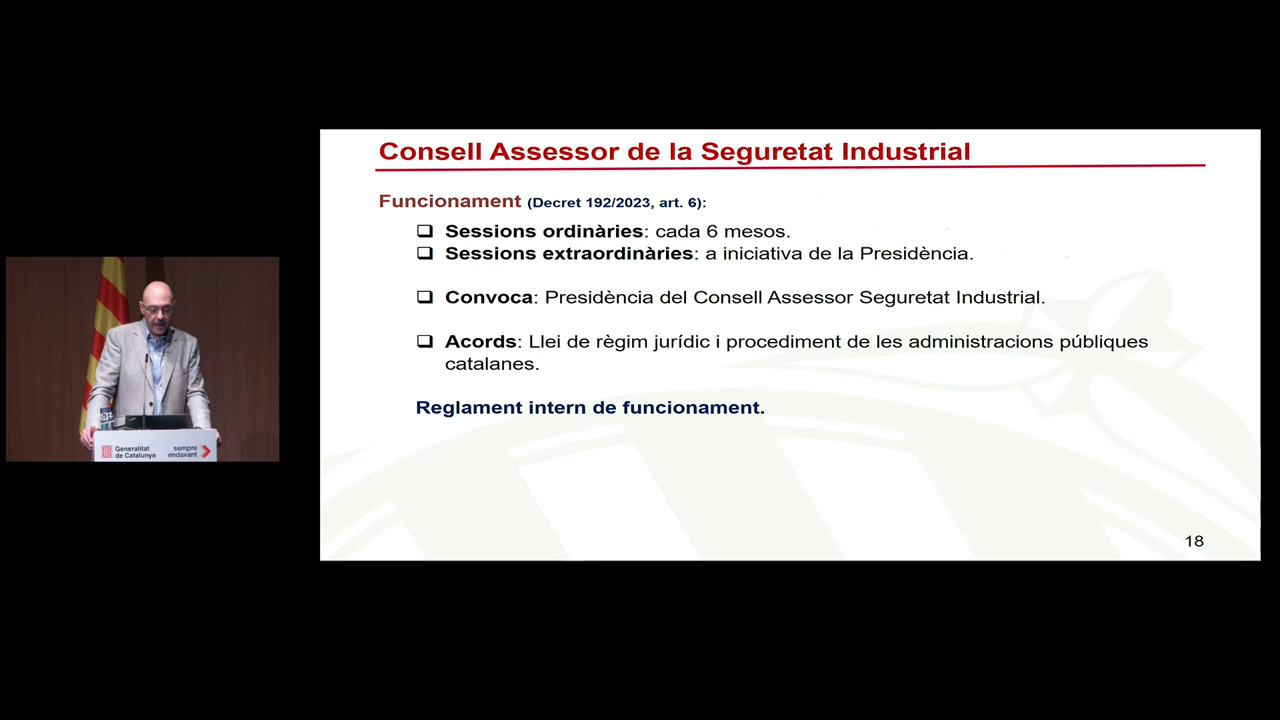 Consell Assessor de la Seguretat Industrial
Funcionament (Decret 192/2023, art. 6):
Sessions ordinàries: cada 6 mesos.
Sessions extraordinàries: a iniciativa de la Presidència.
Convoca: Presidència del Consell Assessor Seguretat Industrial.
Acords: Llei de règim jurídic i procediment de les administracions públiques
catalanes.
Reglament intern de funcionament.
18
Generalitat
de Catalunya
sempre
endavant